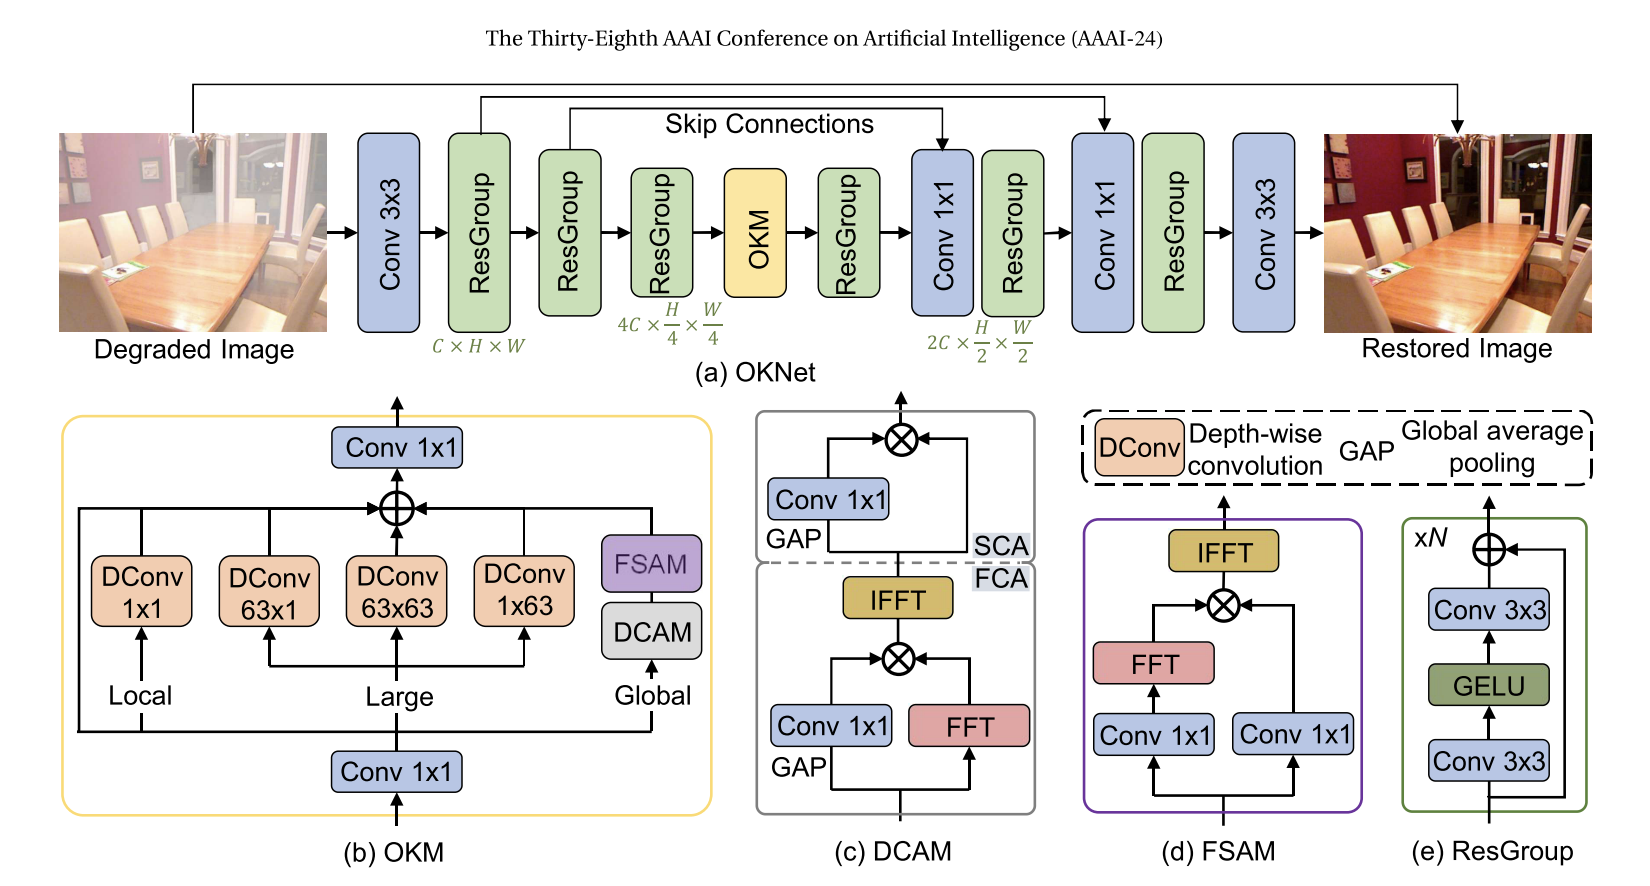 The Thirty-Eighth AAAI Conference on Artificial Intelligence (AAAI-24)
Skip Connections
Conv 3x3
ResGroup
ResGroup
ResGroup
OKM
ResGroup
Conv 1x1
ResGroup
Conv 1x1
ResGroup
Conv 3x3
Degraded Image
C × H × W
4C × H/4 × W/4
2C × H/2 × W/2
Restored Image
(a) OKNet
Conv 1x1
DConv 1x1
DConv 63x1
DConv 63x63
DConv 1x63
FSAM
DCAM
Local
Large
Global
Conv 1x1
(b) OKM
Conv 1x1
GAP
SCA
FCA
IFFT
Conv 1x1
FFT
GAP
(c) DCAM
DConv
Depth-wise
convolution
GAP
Global average
pooling
IFFT
FFT
Conv 1x1
Conv 1x1
(d) FSAM
xN
Conv 3x3
GELU
Conv 3x3
(e) ResGroup